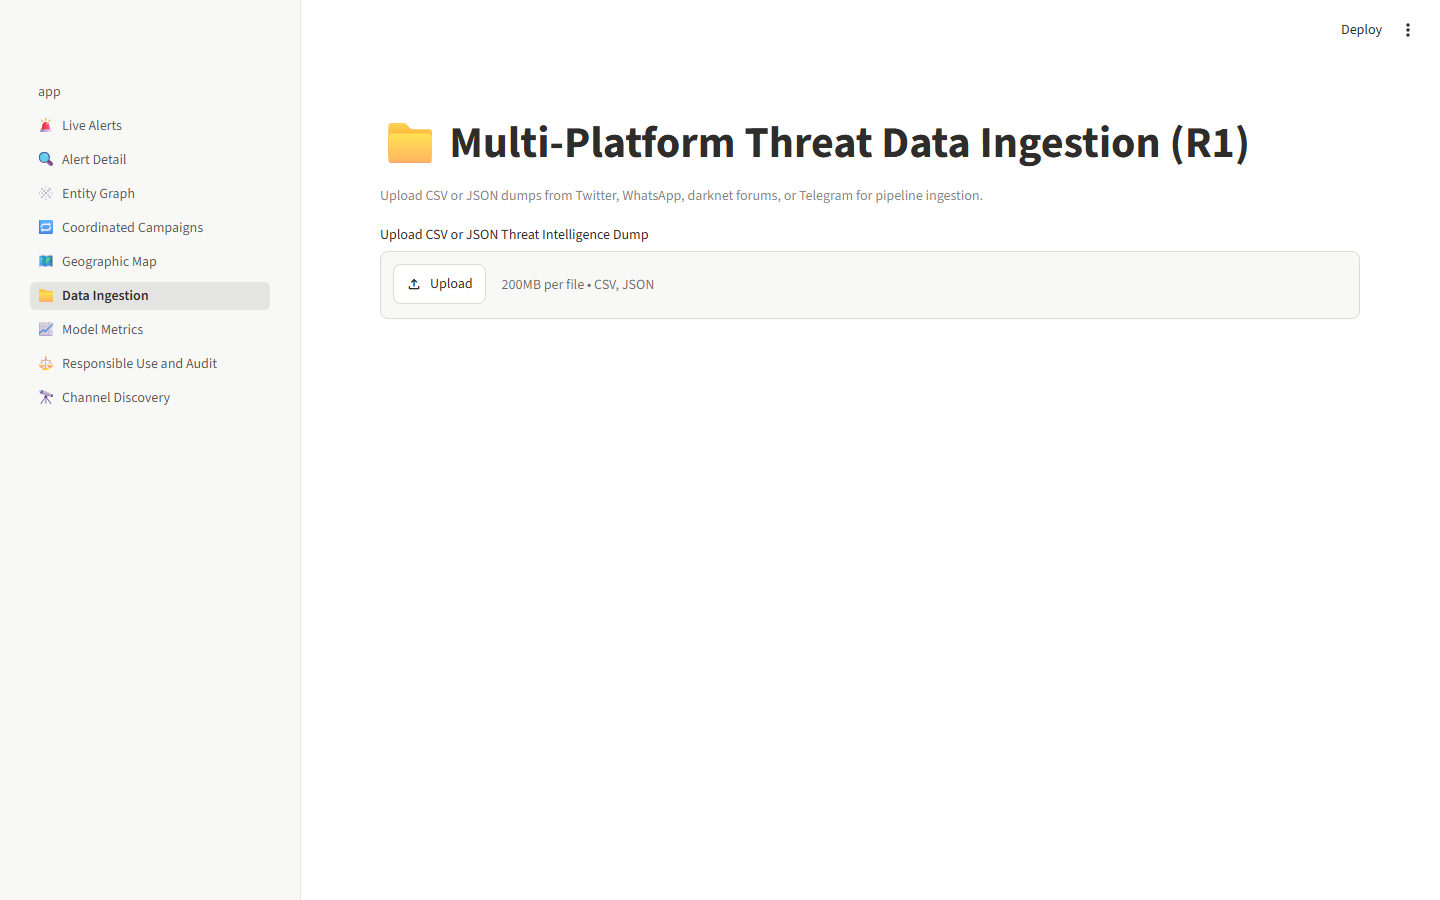 Deploy
app
Live Alerts
Alert Detail
Entity Graph
Coordinated Campaigns
Geographic Map
Data Ingestion
Model Metrics
Responsible Use and Audit
Channel Discovery
Multi-Platform Threat Data Ingestion (R1)
Upload CSV or JSON dumps from Twitter, WhatsApp, darknet forums, or Telegram for pipeline ingestion.
Upload CSV or JSON Threat Intelligence Dump
Upload 200MB per file • CSV, JSON